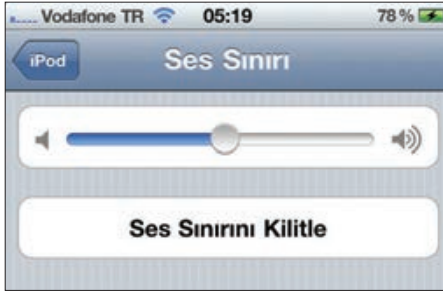 Vodafone TR 05:19 78 %
iPod Ses Sınırı
Ses Sınırını Kilitle